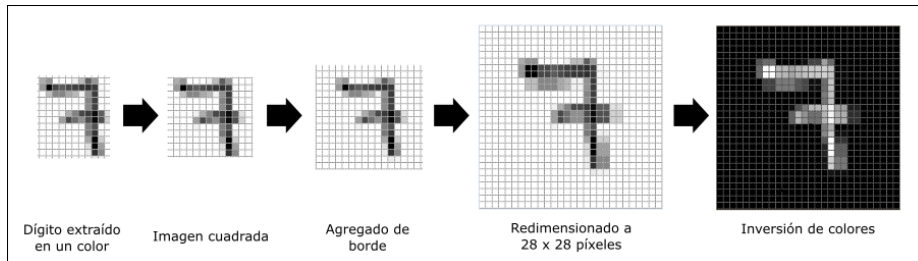 Dígito extraído
en un color
Imagen cuadrada
Agregado de
borde
Redimensionado a
28 x 28 píxeles
Inversión de colores